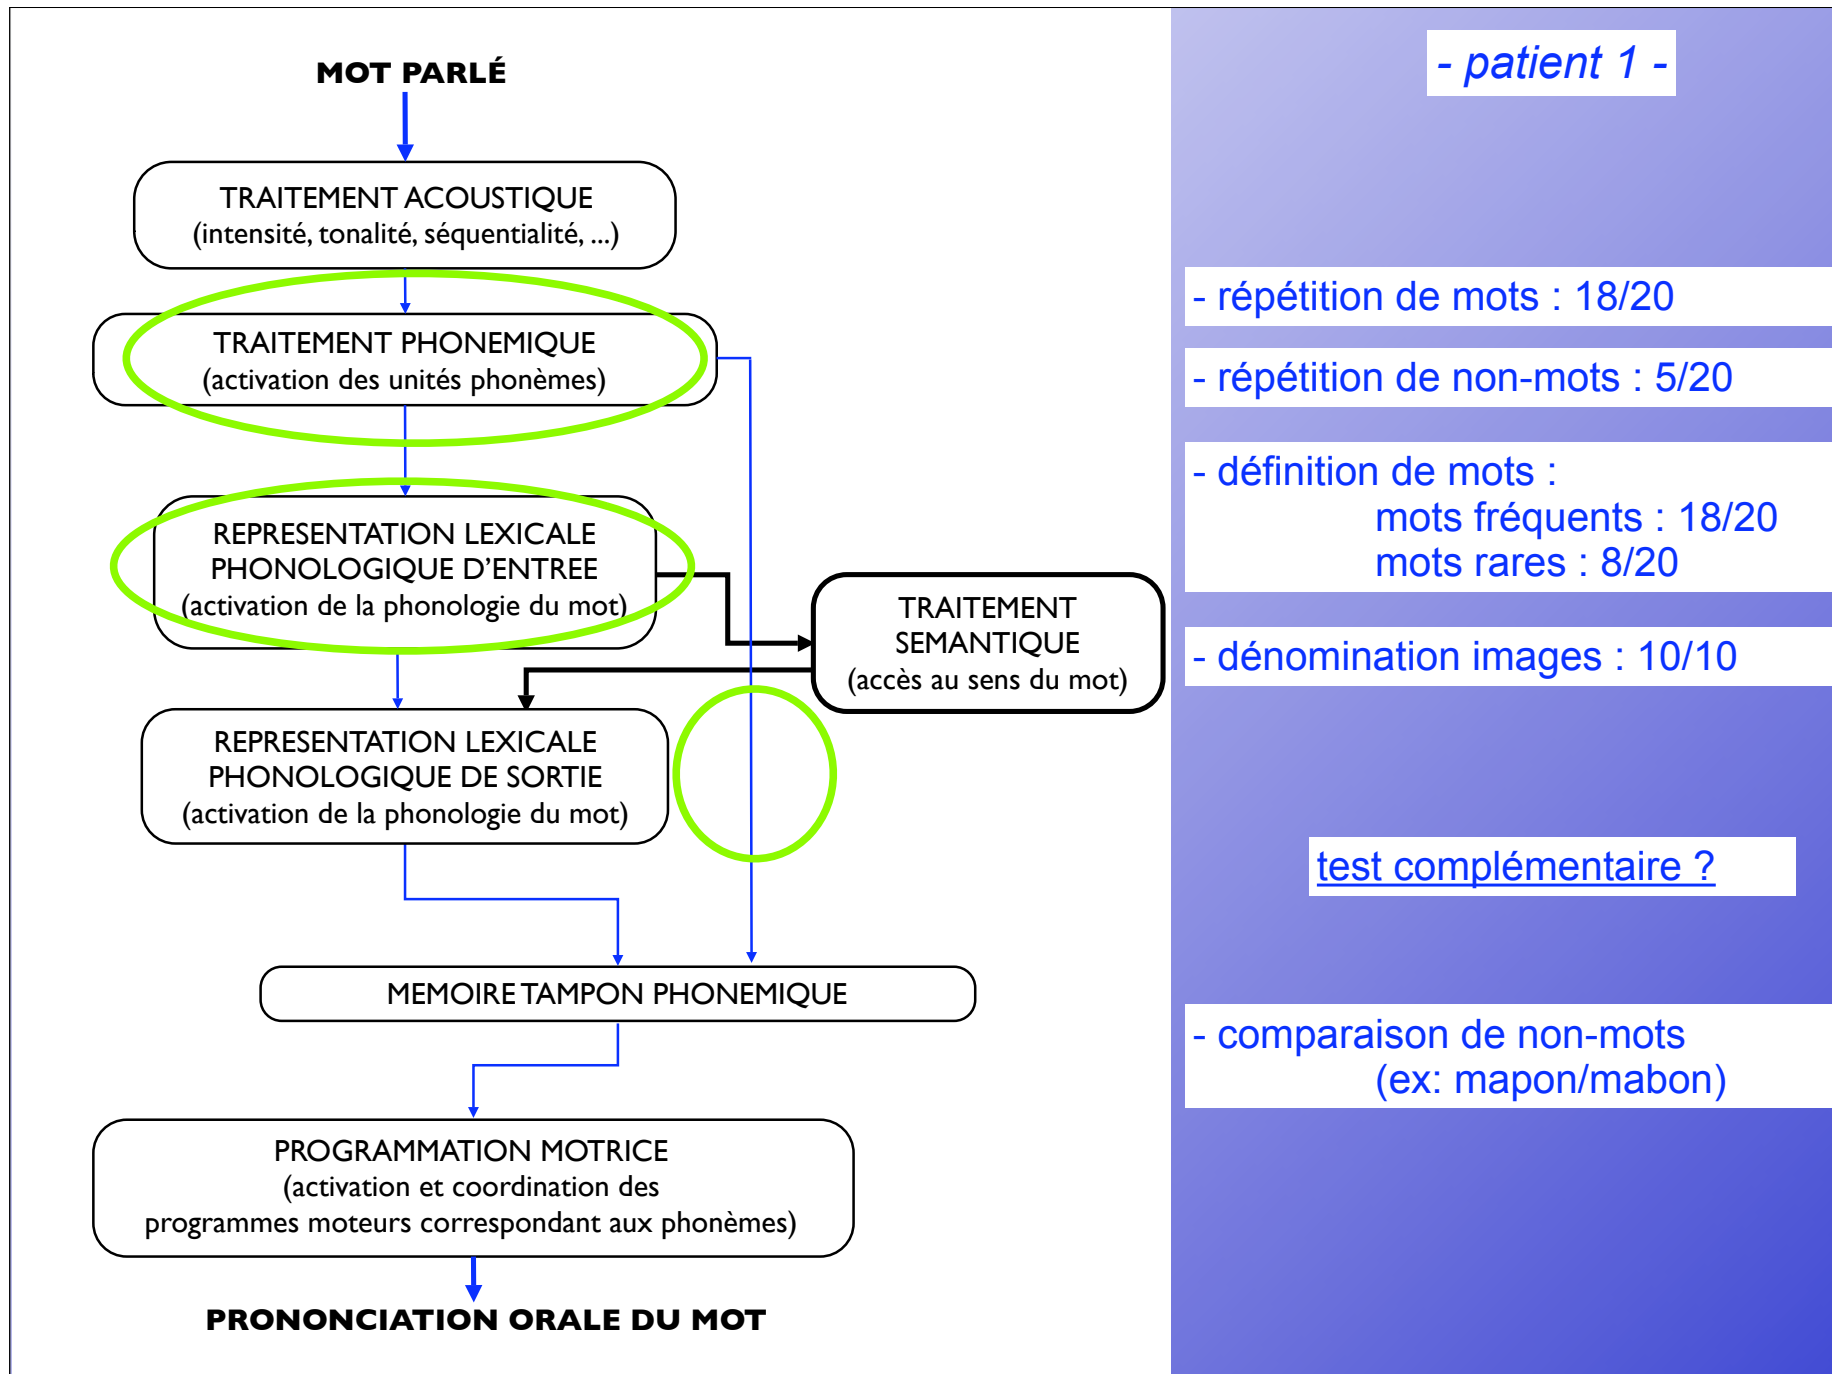 MOT PARLÉ
TRAITEMENT ACOUSTIQUE
(intensité, tonalité, séquentialité, ...)
TRAITEMENT PHONEMIQUE
(activation des unités phonèmes)
REPRESENTATION LEXICALE
PHONOLOGIQUE D'ENTREE
(activation de la phonologie du mot)
TRAITEMENT
SEMANTIQUE
(accès au sens du mot)
REPRESENTATION LEXICALE
PHONOLOGIQUE DE SORTIE
(activation de la phonologie du mot)
MEMOIRE TAMPON PHONEMIQUE
PROGRAMMATION MOTRICE
(activation et coordination des
programmes moteurs correspondant aux phonèmes)
PRONONCIATION ORALE DU MOT
- patient 1 -
- répétition de mots : 18/20
- répétition de non-mots : 5/20
- définition de mots :
mots fréquents : 18/20
mots rares : 8/20
- dénomination images : 10/10
test complémentaire ?
- comparaison de non-mots
(ex: mapon/mabon)